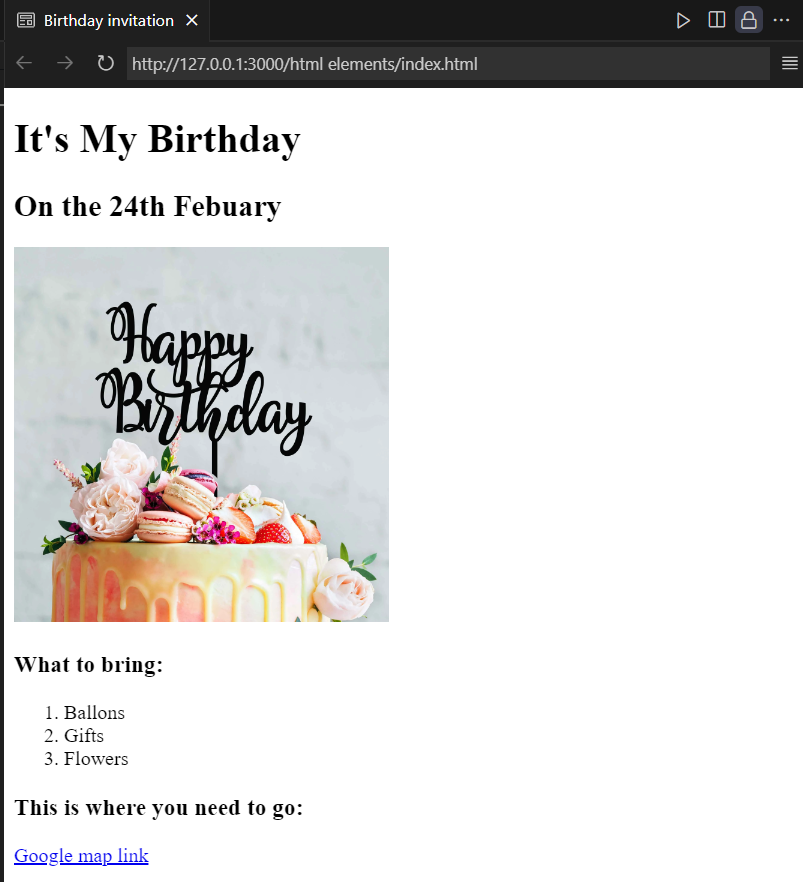 Birthday invitation
http://127.0.0.1:3000/html elements/index.html
It's My Birthday
On the 24th Febuary
Happy
Birthday
What to bring:
1. Ballons
2. Gifts
3. Flowers
This is where you need to go:
Google map link